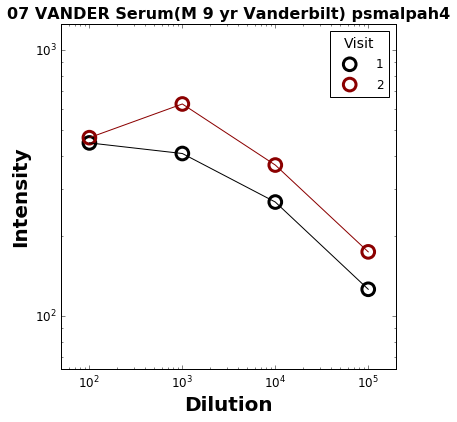 07 VANDER Serum(M 9 yr Vanderbilt) psmalpah4
Visit
1
2
10³
10²
Intensity
10² 10³ 10⁴ 10⁵
Dilution